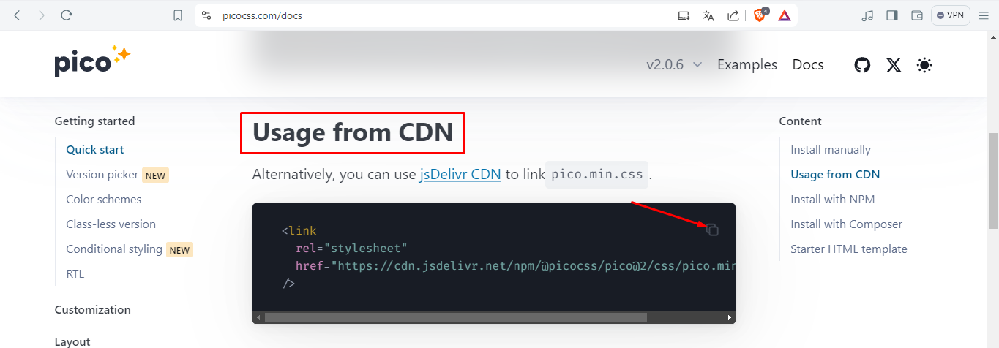 picocss.com/docs
4
VPN
pico
v2.0.6
Examples
Docs
Getting started
Quick start
Version picker NEW
Color schemes
Class-less version
Conditional styling NEW
RTL
Customization
Layout
Usage from CDN
Alternatively, you can use jsDelivr CDN to link pico.min.css.
<link
rel="stylesheet"
href="https://cdn.jsdelivr.net/npm/@picocss/pico@2/css/pico.min
/>
Content
Install manually
Usage from CDN
Install with NPM
Install with Composer
Starter HTML template